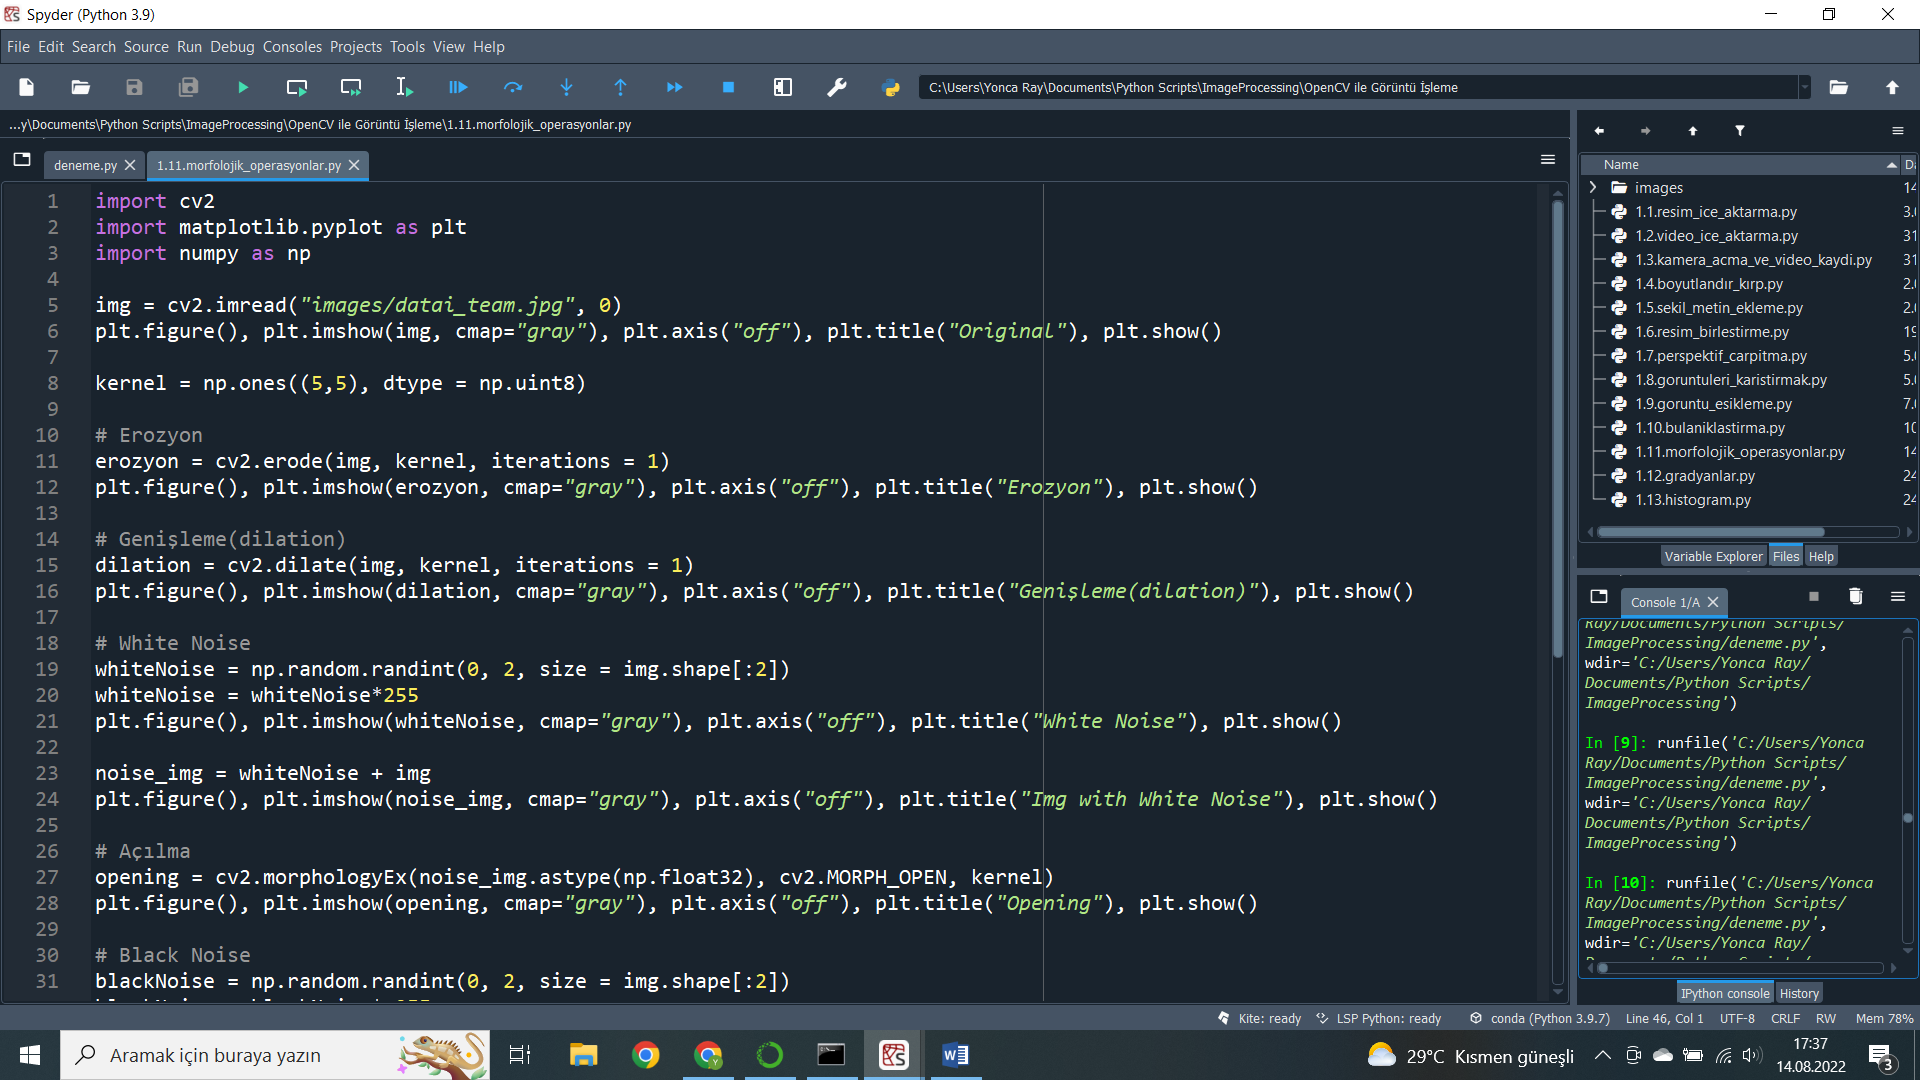 Spyder (Python 3.9)
File Edit Search Source Run Debug Consoles Projects Tools View Help
C:\Users\Yonca Ray\Documents\Python Scripts\ImageProcessing\OpenCV ile Görüntü İşleme
...y\Documents\Python Scripts\ImageProcessing\OpenCV ile Görüntü İşleme\1.11.morfolojik_operasyonlar.py
deneme.py 1.11.morfolojik_operasyonlar.py
1 import cv2
2 import matplotlib.pyplot as plt
3 import numpy as np
4
5 img = cv2.imread("images/datai_team.jpg", 0)
6 plt.figure(), plt.imshow(img, cmap="gray"), plt.axis("off"), plt.title("Original"), plt.show()
7
8 kernel = np.ones((5,5), dtype = np.uint8)
9
10 # Erozyon
11 erozyon = cv2.erode(img, kernel, iterations = 1)
12 plt.figure(), plt.imshow(erozyon, cmap="gray"), plt.axis("off"), plt.title("Erozyon"), plt.show()
13
14 # Genişleme(dilation)
15 dilation = cv2.dilate(img, kernel, iterations = 1)
16 plt.figure(), plt.imshow(dilation, cmap="gray"), plt.axis("off"), plt.title("Genişleme(dilation)"), plt.show()
17
18 # White Noise
19 whiteNoise = np.random.randint(0, 2, size = img.shape[:2])
20 whiteNoise = whiteNoise*255
21 plt.figure(), plt.imshow(whiteNoise, cmap="gray"), plt.axis("off"), plt.title("White Noise"), plt.show()
22
23 noise_img = whiteNoise + img
24 plt.figure(), plt.imshow(noise_img, cmap="gray"), plt.axis("off"), plt.title("Img with White Noise"), plt.show()
25
26 # Açılma
27 opening = cv2.morphologyEx(noise_img.astype(np.float32), cv2.MORPH_OPEN, kernel)
28 plt.figure(), plt.imshow(opening, cmap="gray"), plt.axis("off"), plt.title("Opening"), plt.show()
29
30 # Black Noise
31 blackNoise = np.random.randint(0, 2, size = img.shape[:2])
Name
images 14
1.1.resim_ice_aktarma.py 3.
1.2.video_ice_aktarma.py 31
1.3.kamera_acma_ve_video_kaydi.py 31
1.4.boyutlandır_kırp.py 2.
1.5.sekil_metin_ekleme.py 2.
1.6.resim_birlestirme.py 19
1.7.perspektif_carpitma.py 5.
1.8.goruntuleri_karistirmak.py 5.
1.9.goruntu_esikleme.py 7.
1.10.bulaniklastirma.py 10
1.11.morfolojik_operasyonlar.py 14
1.12.gradyanlar.py 24
1.13.histogram.py 24
Variable Explorer Files Help
Console 1/A
Ray/Documents/Python Scripts/
ImageProcessing/deneme.py',
wdir='C:/Users/Yonca Ray/
Documents/Python Scripts/
ImageProcessing')
In [9]: runfile('C:/Users/Yonca
Ray/Documents/Python Scripts/
ImageProcessing/deneme.py',
wdir='C:/Users/Yonca Ray/
Documents/Python Scripts/
ImageProcessing')
In [10]: runfile('C:/Users/Yonca
Ray/Documents/Python Scripts/
ImageProcessing/deneme.py',
wdir='C:/Users/Yonca Ray/
IPython console History
Kite: ready LSP Python: ready conda (Python 3.9.7) Line 46, Col 1 UTF-8 CRLF RW Mem 78%
Aramak için buraya yazın 29°C Kısmen güneşli 17:37
14.08.2022 3